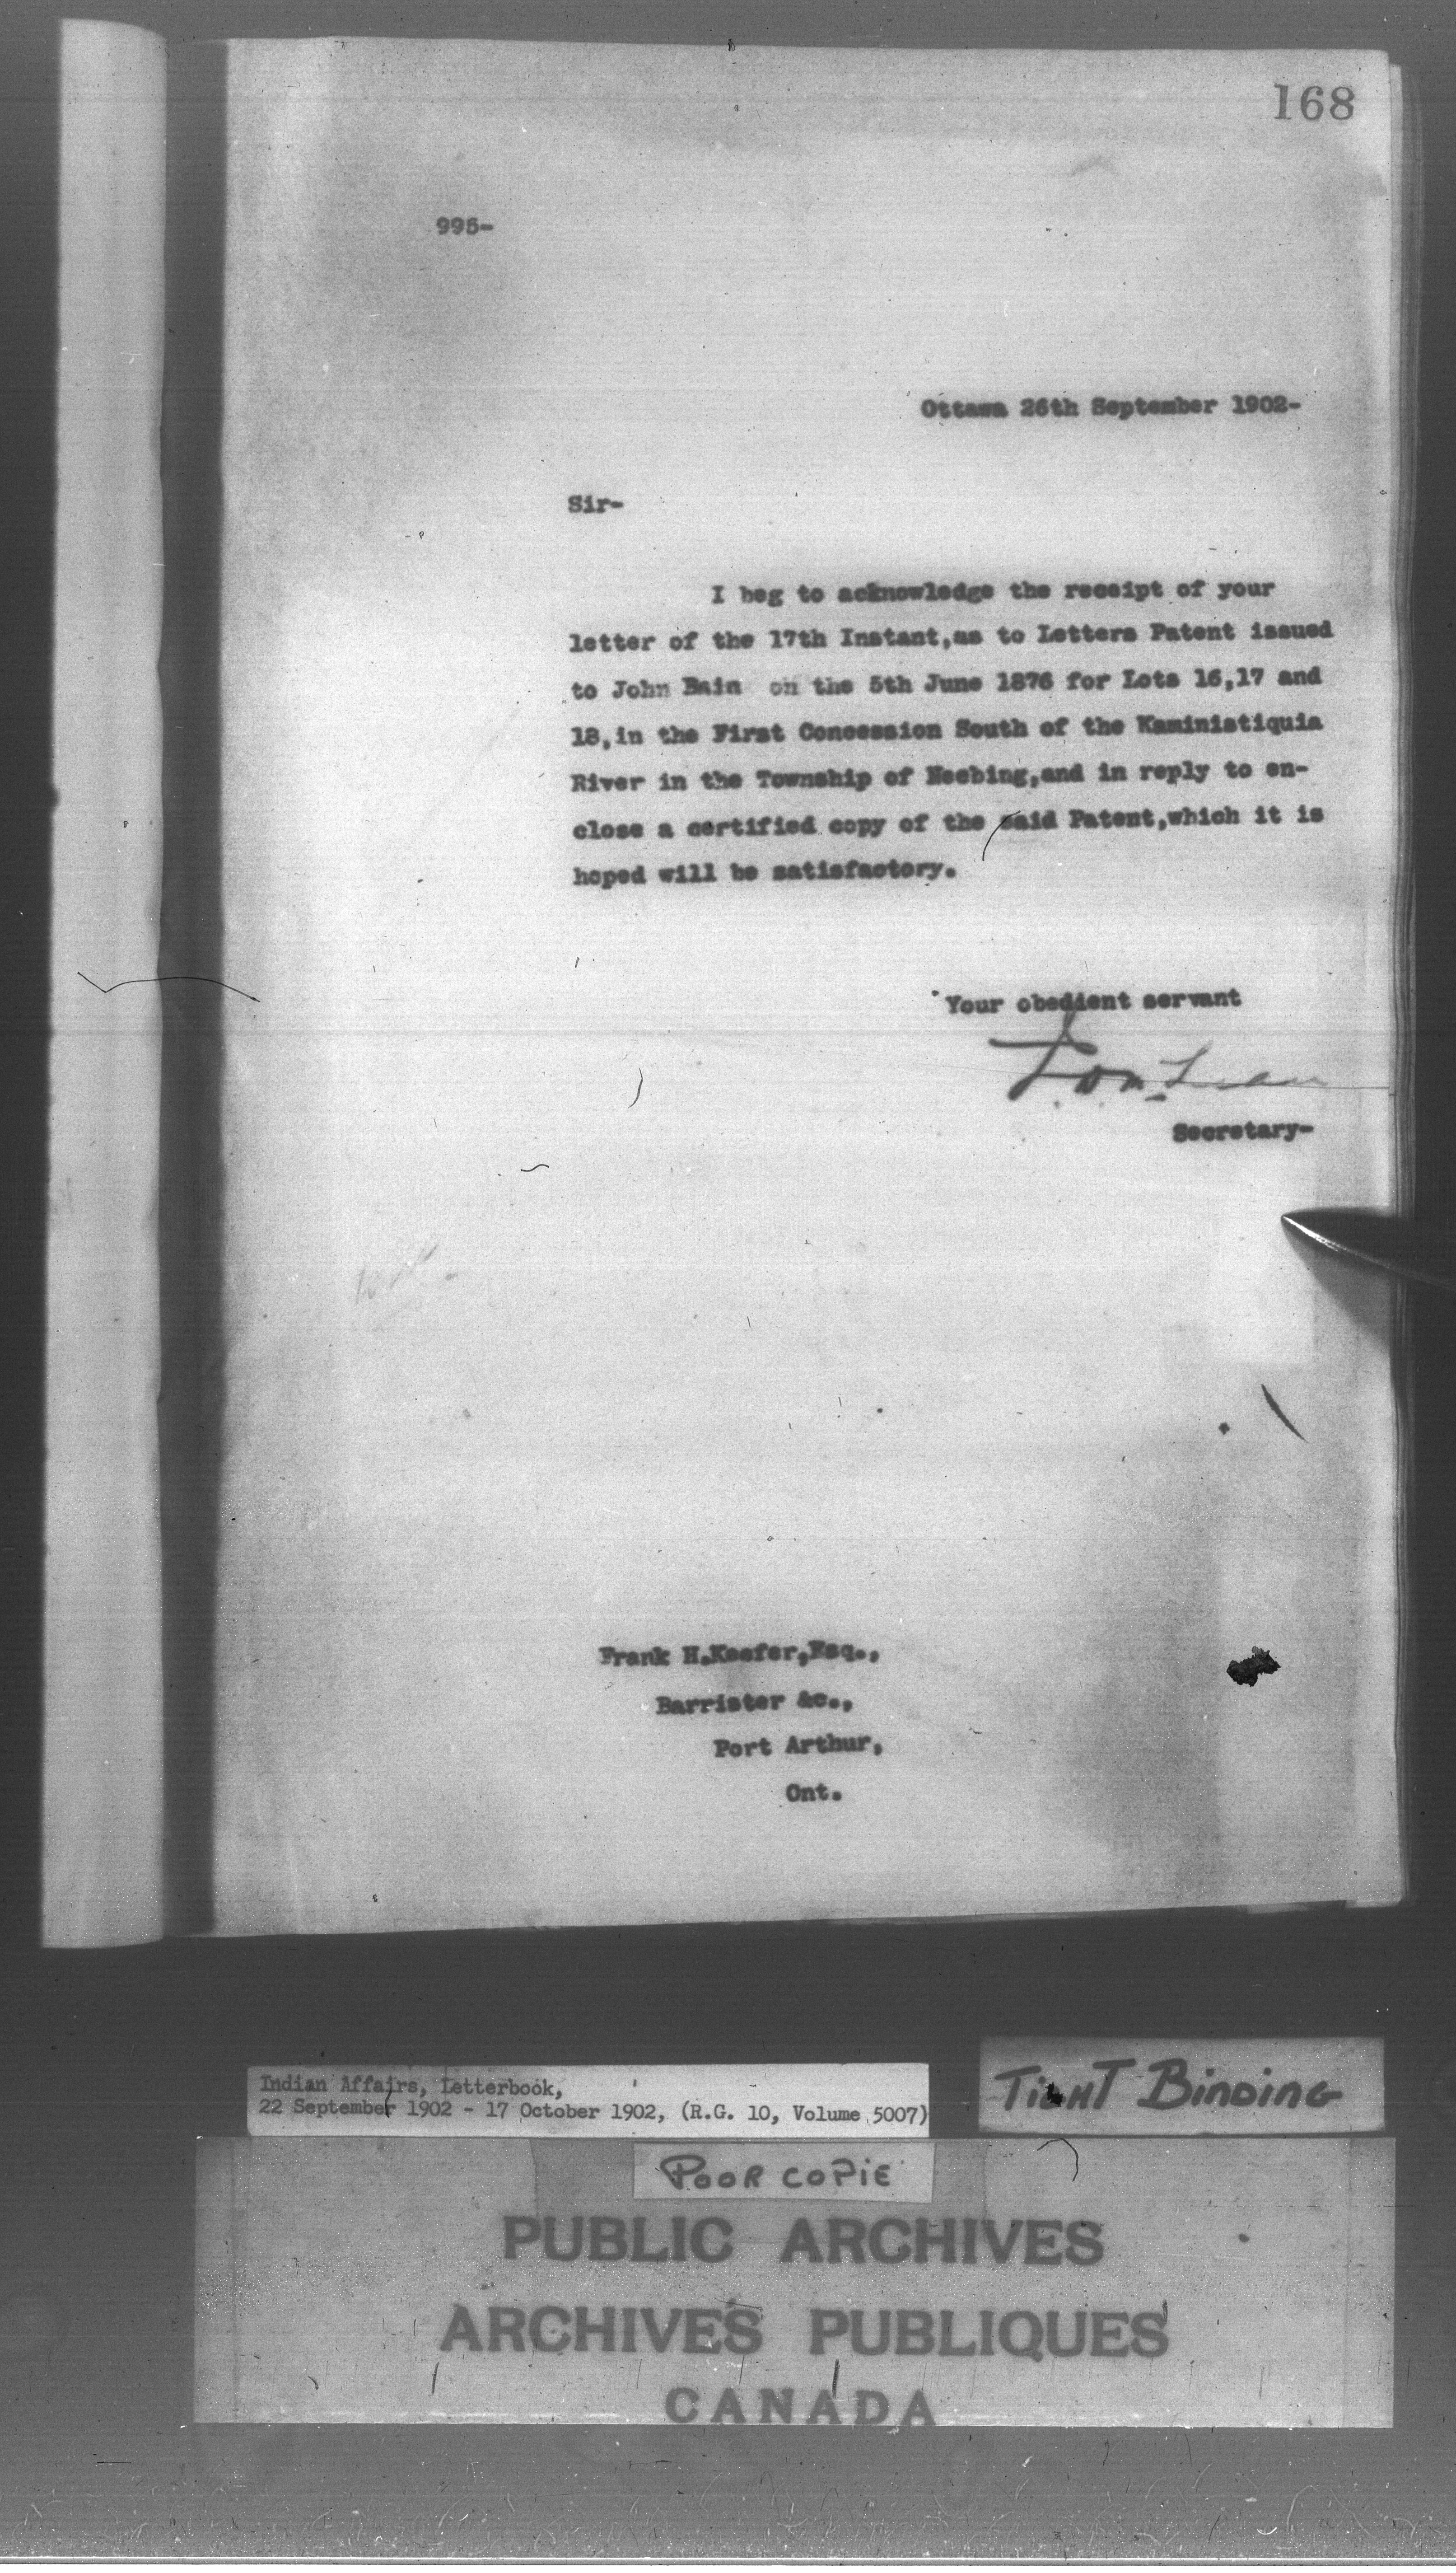 168
995-
Ottawa 26th September 1902-
Sir-
I beg to acknowledge the receipt of your
letter of the 17th Instant,as to Letters Patent issued
to John Bain on the 5th June 1876 for Lots 16,17 and
18,in the First Concession South of the Kaministiquia
River in the Township of Neebing,and in reply to en-
close a certified copy of the said Patent,which it is
hoped will be satisfactory.
Your obedient servant
Secretary-
Frank H.Keefer,Esq.,
Barrister &c.,
Port Arthur,
Ont.
Indian Affairs, Letterbook,
22 September 1902 - 17 October 1902, (R.G. 10, Volume 5007)
TIGHT BINDING
POOR COPIE
PUBLIC ARCHIVES
ARCHIVES PUBLIQUES
CANADA